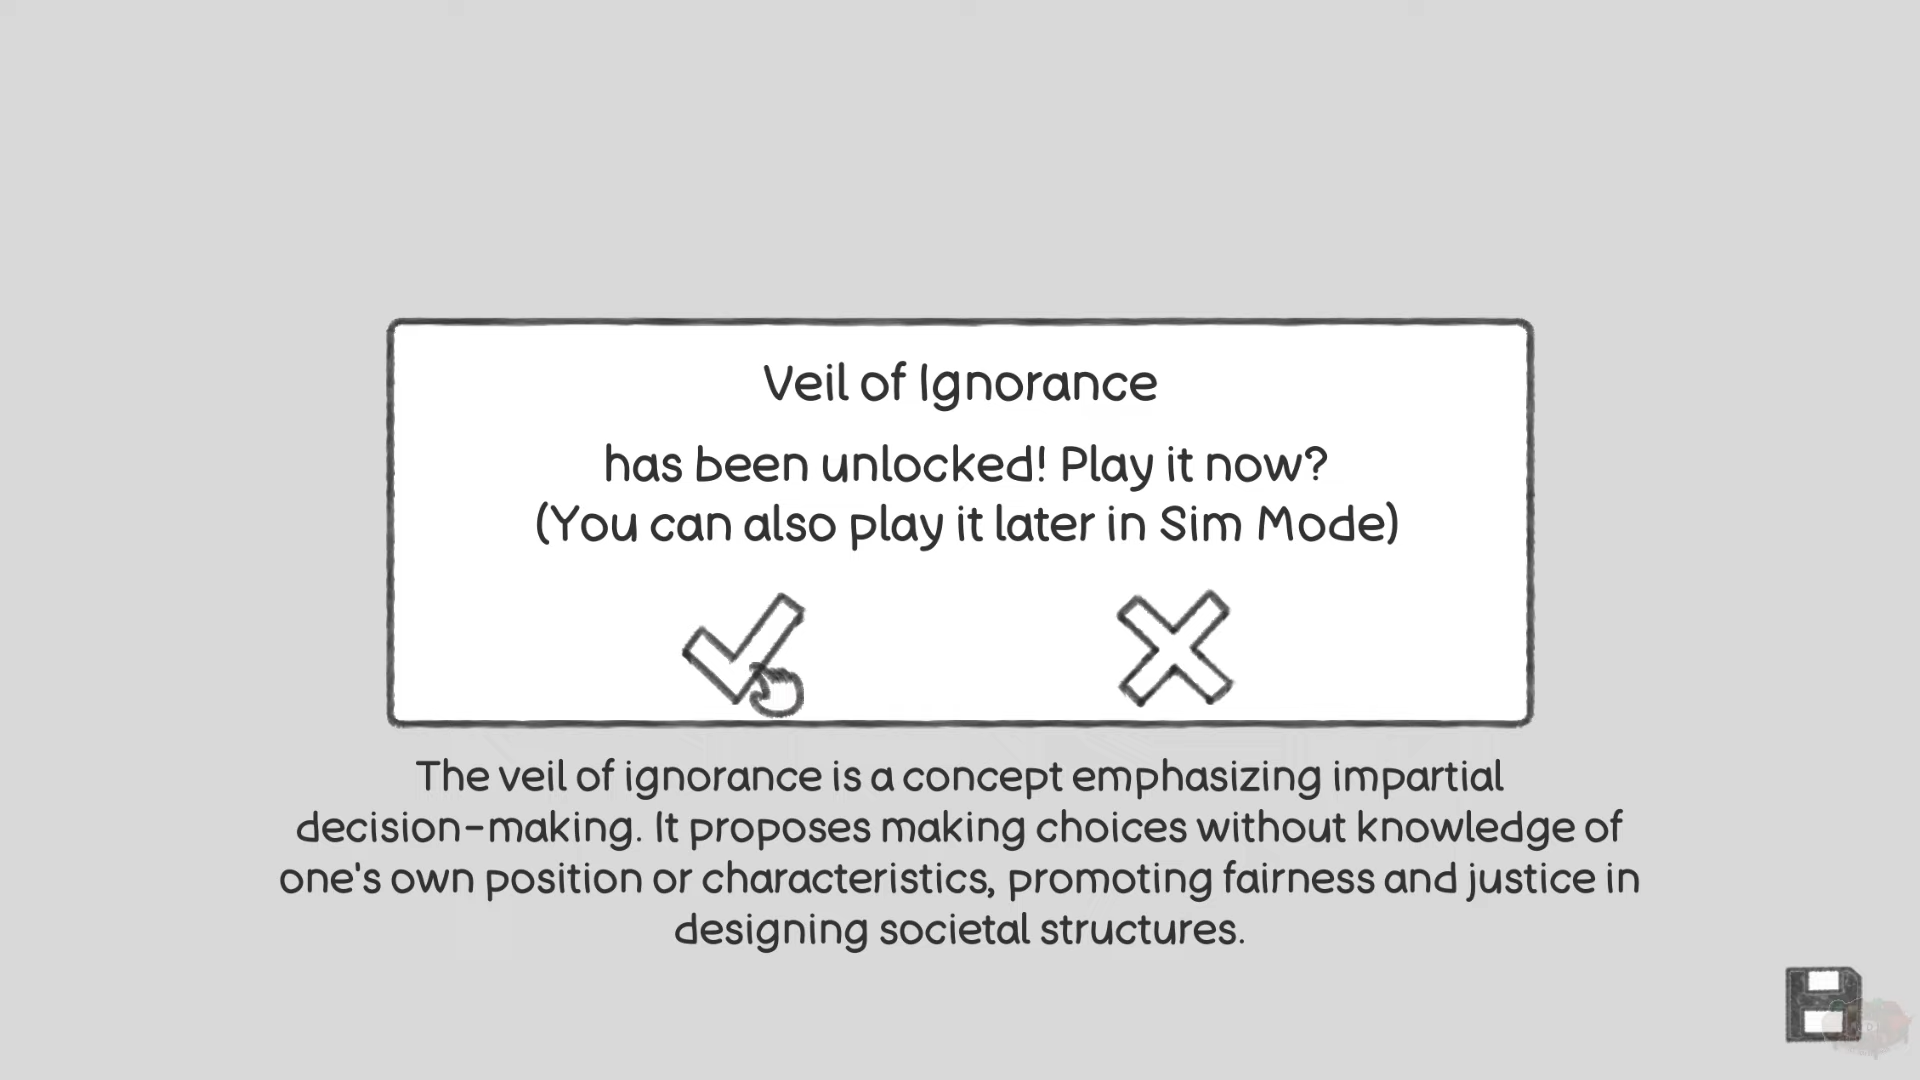 Veil of Ignorance
has been unlocked! Play it now?
(You can also play it later in Sim Mode)
The veil of ignorance is a concept emphasizing impartial
decision-making. It proposes making choices without knowledge of
one's own position or characteristics, promoting fairness and justice in
designing societal structures.